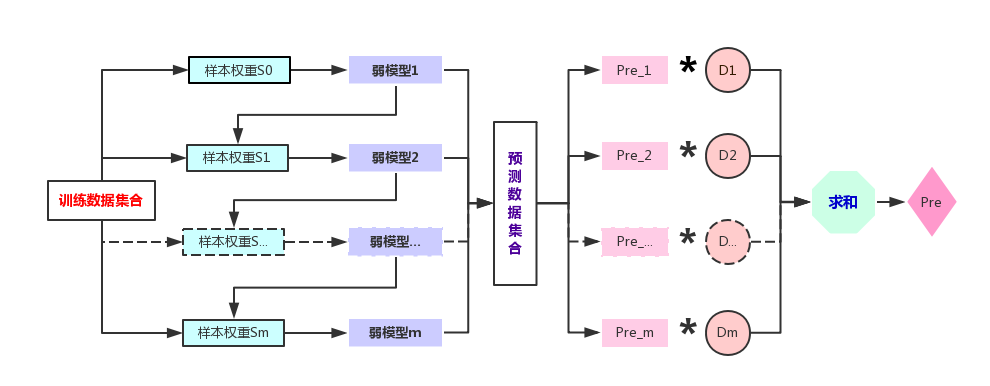 样本权重S0
弱模型1
Pre_1
*
D1
样本权重S1
弱模型2
Pre_2
*
D2
训练数据集合
预测数据集合
求和
Pre
样本权重S...
弱模型...
Pre_...
*
D...
样本权重Sm
弱模型m
Pre_m
*
Dm